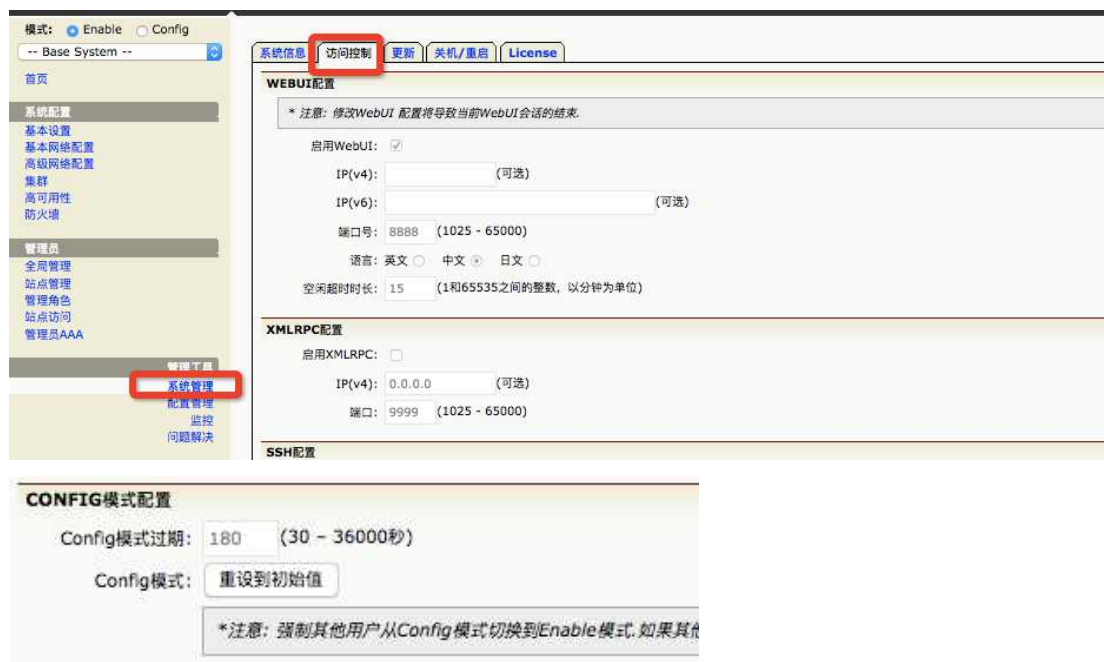 模式: Enable Config
-- Base System --
首页
系统配置
基本设置
基本网络配置
高级网络配置
集群
高可用性
防火墙
管理员
全局管理
站点管理
管理角色
站点访问
管理员AAA
管理工具
系统管理
配置管理
监控
问题解决
系统信息 访问控制 更新 关机/重启 License
WEBUI配置
* 注意: 修改WebUI 配置将导致当前WebUI会话的结束.
启用WebUI:
IP(v4): (可选)
IP(v6): (可选)
端口号: 8888 (1025 - 65000)
语言: 英文 中文 日文
空闲超时时长: 15 (1和65535之间的整数, 以分钟为单位)
XMLRPC配置
启用XMLRPC:
IP(v4): 0.0.0.0 (可选)
端口: 9999 (1025 - 65000)
SSH配置
CONFIG模式配置
Config模式过期: 180 (30 - 36000秒)
Config模式: 重设到初始值
*注意: 强制其他用户从Config模式切换到Enable模式.如果其